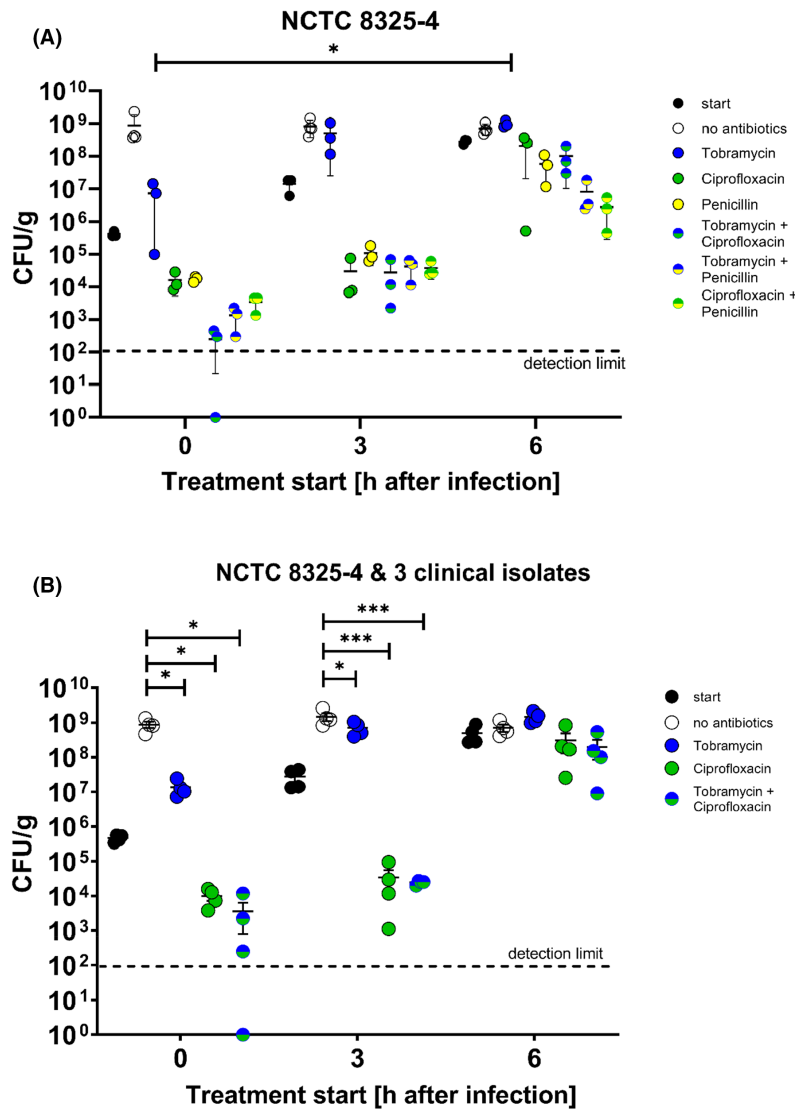 (A)
NCTC 8325-4
*
10^10
10^9
10^8
10^7
10^6
10^5
10^4
10^3
10^2
10^1
10^0
CFU/g
detection limit
0 3 6
Treatment start [h after infection]
start
no antibiotics
Tobramycin
Ciprofloxacin
Penicillin
Tobramycin +
Ciprofloxacin
Tobramycin +
Penicillin
Ciprofloxacin +
Penicillin
(B)
NCTC 8325-4 & 3 clinical isolates
***
*
***
*
*
*
10^10
10^9
10^8
10^7
10^6
10^5
10^4
10^3
10^2
10^1
10^0
CFU/g
detection limit
0 3 6
Treatment start [h after infection]
start
no antibiotics
Tobramycin
Ciprofloxacin
Tobramycin +
Ciprofloxacin